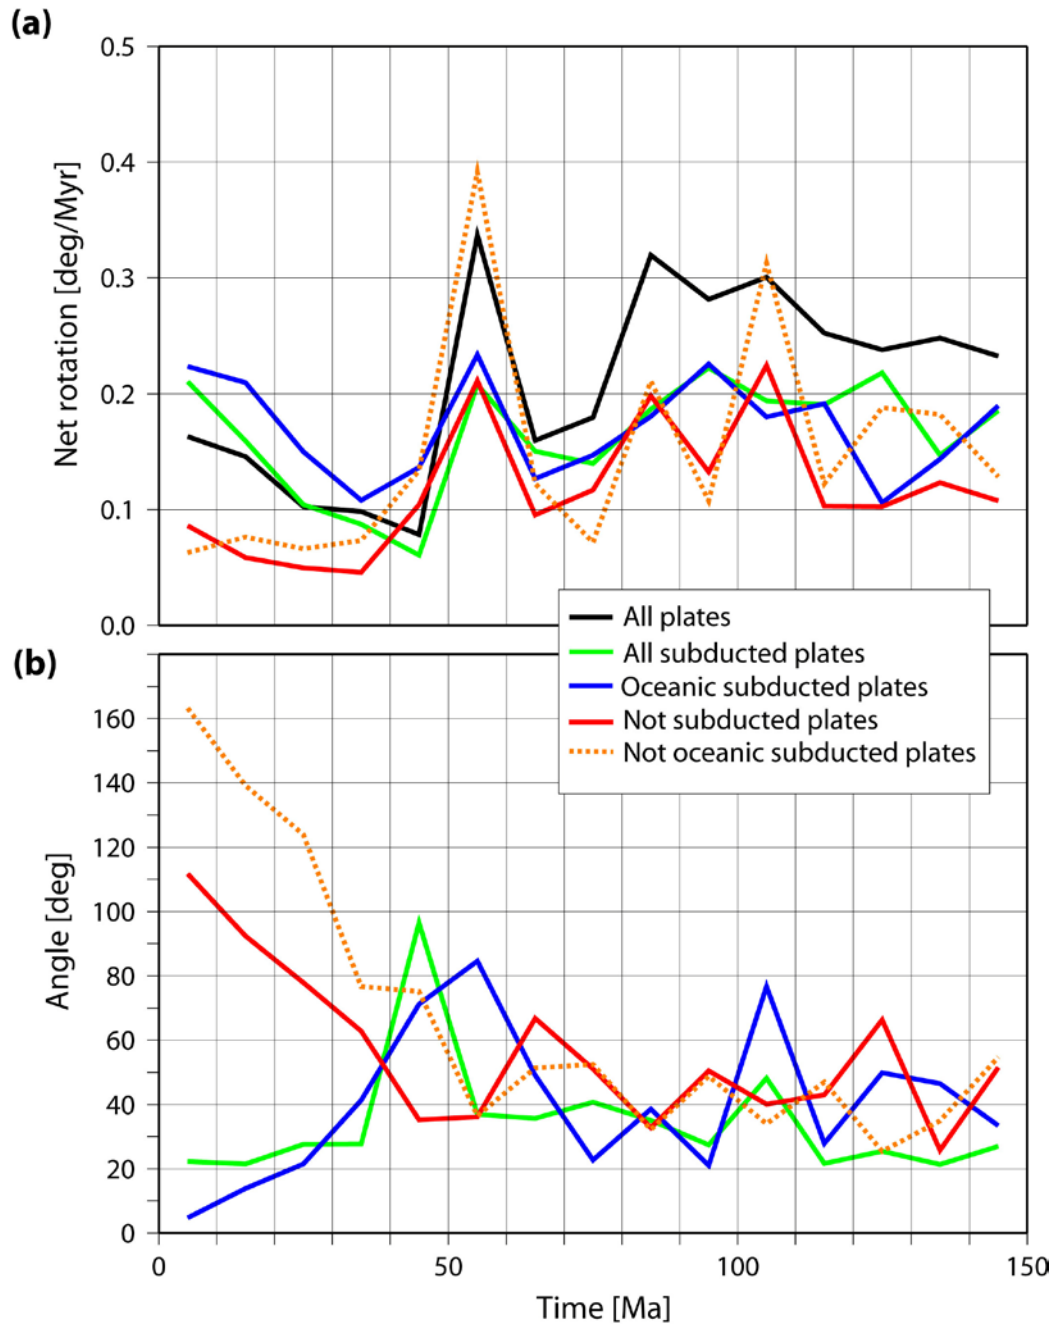 (a)
0.5
0.4
0.3
0.2
0.1
0.0
Net rotation [deg/Myr]
All plates
All subducted plates
Oceanic subducted plates
Not subducted plates
Not oceanic subducted plates
(b)
160
140
120
100
80
60
40
20
0
Angle [deg]
0 50 100 150
Time [Ma]